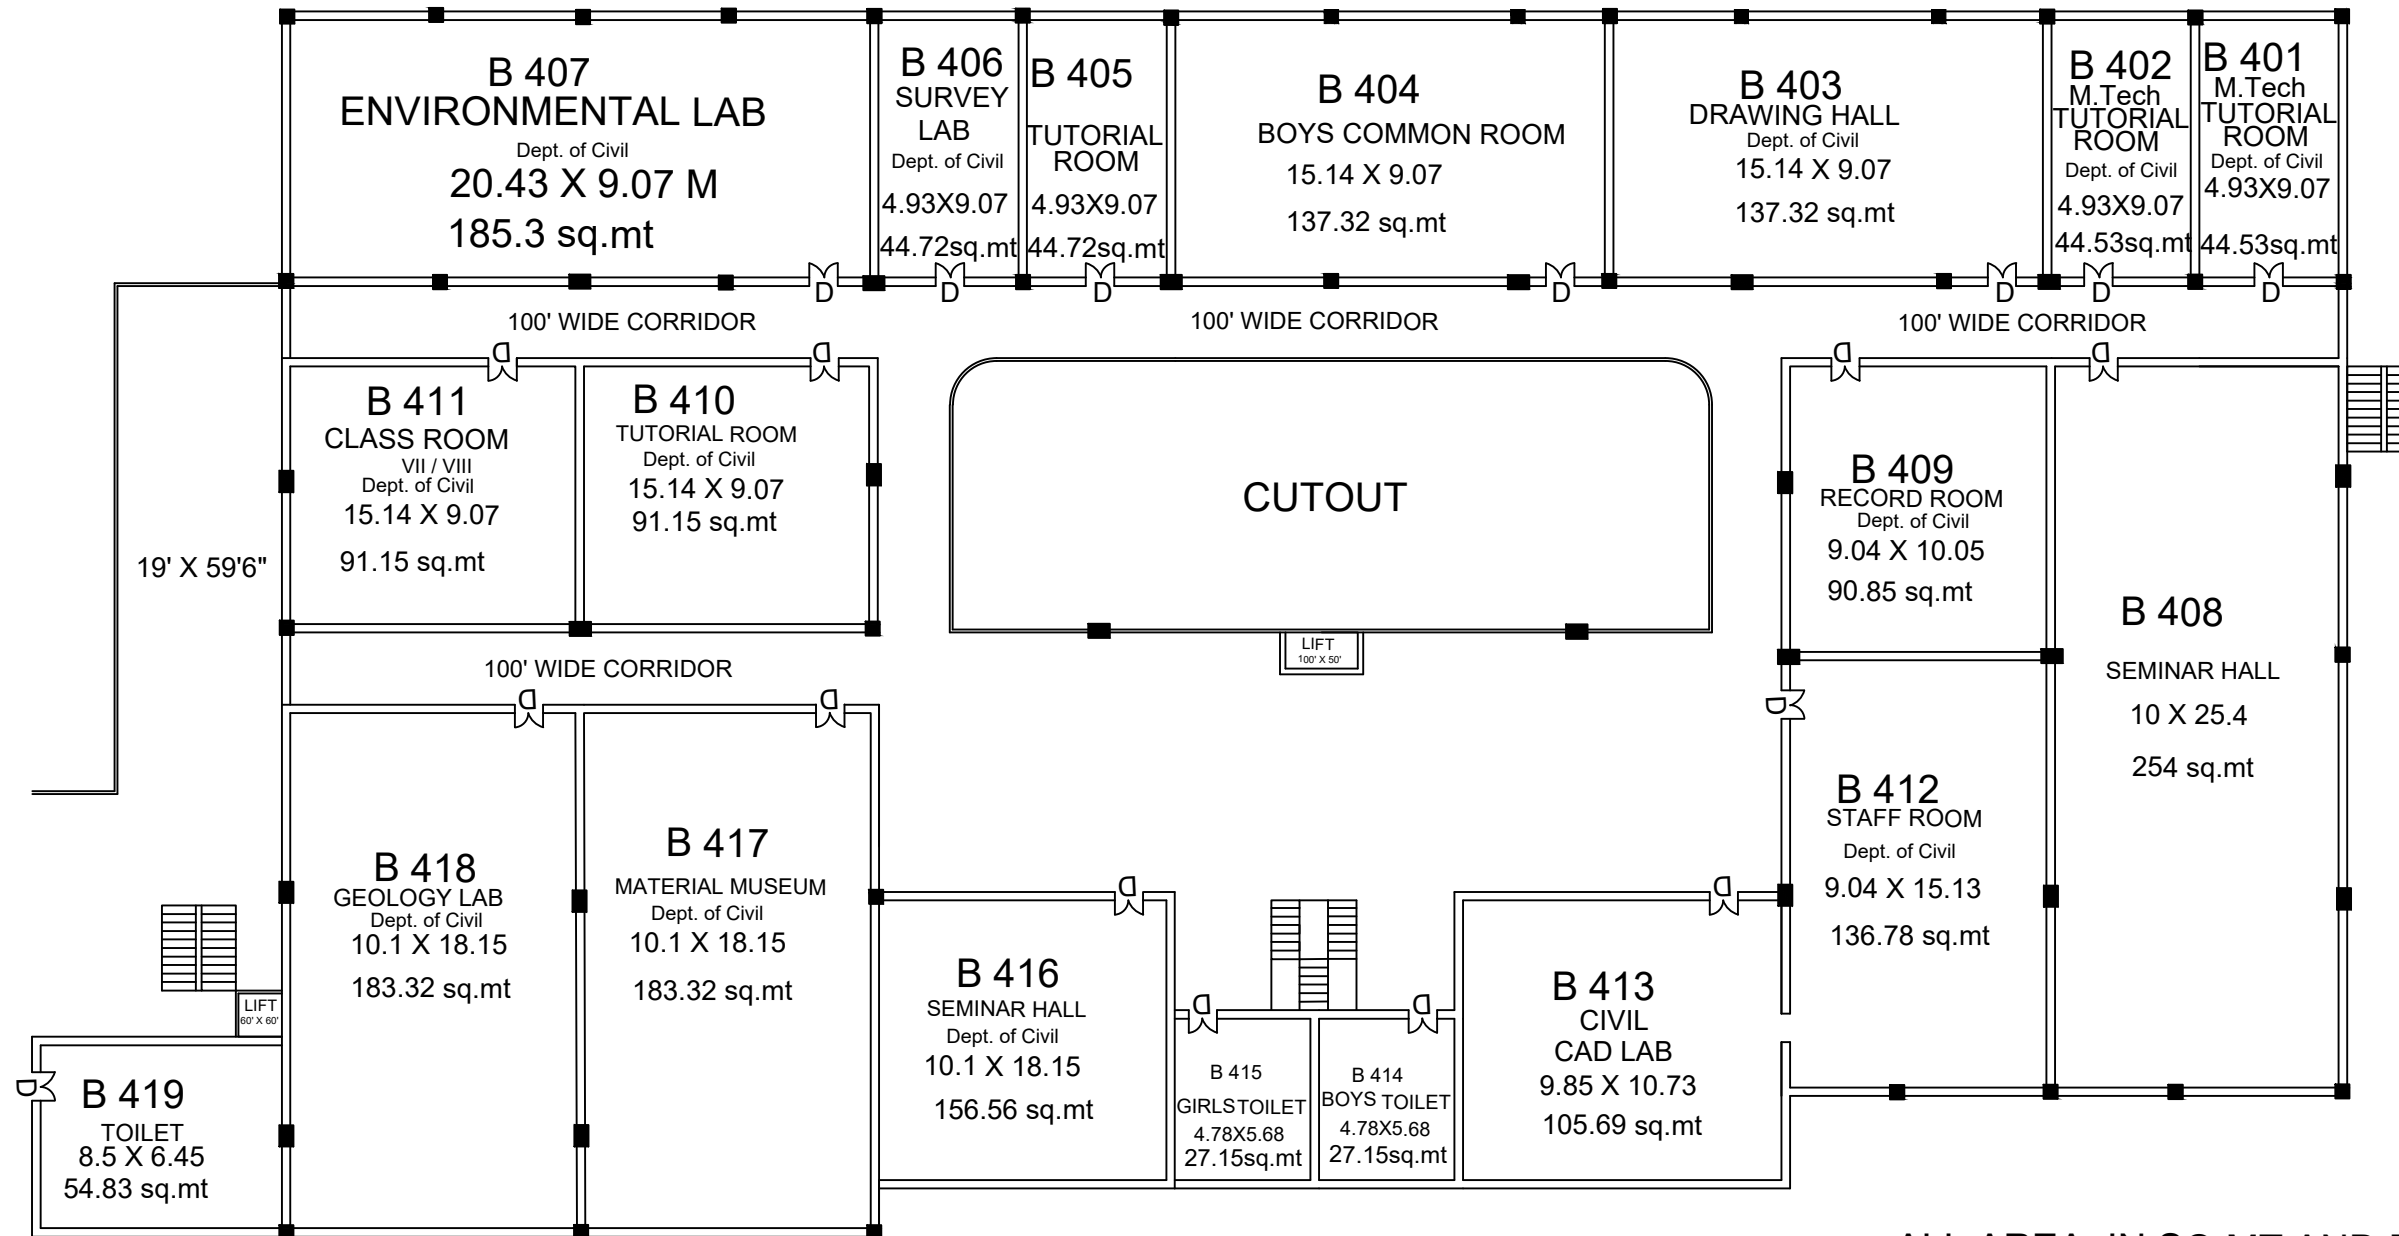 B 407
ENVIRONMENTAL LAB
Dept. of Civil
20.43 X 9.07 M
185.3 sq.mt
D
B 406
SURVEY
LAB
Dept. of Civil
4.93X9.07
44.72sq.mt
D
B 405
TUTORIAL
ROOM
4.93X9.07
44.72sq.mt
D
B 404
BOYS COMMON ROOM
15.14 X 9.07
137.32 sq.mt
D
B 403
DRAWING HALL
Dept. of Civil
15.14 X 9.07
137.32 sq.mt
D
B 402
M.Tech
TUTORIAL
ROOM
Dept. of Civil
4.93X9.07
44.53sq.mt
D
B 401
M.Tech
TUTORIAL
ROOM
Dept. of Civil
4.93X9.07
44.53sq.mt
D
100' WIDE CORRIDOR
100' WIDE CORRIDOR
100' WIDE CORRIDOR
19' X 59'6"
D
B 411
CLASS ROOM
VII / VIII
Dept. of Civil
15.14 X 9.07
91.15 sq.mt
D
B 410
TUTORIAL ROOM
Dept. of Civil
15.14 X 9.07
91.15 sq.mt
CUTOUT
LIFT
100' X 50'
D
B 409
RECORD ROOM
Dept. of Civil
9.04 X 10.05
90.85 sq.mt
D
B 408
SEMINAR HALL
10 X 25.4
254 sq.mt
100' WIDE CORRIDOR
D
B 418
GEOLOGY LAB
Dept. of Civil
10.1 X 18.15
183.32 sq.mt
D
B 417
MATERIAL MUSEUM
Dept. of Civil
10.1 X 18.15
183.32 sq.mt
D
B 412
STAFF ROOM
Dept. of Civil
9.04 X 15.13
136.78 sq.mt
LIFT
60' X 60'
D
B 419
TOILET
8.5 X 6.45
54.83 sq.mt
D
B 416
SEMINAR HALL
Dept. of Civil
10.1 X 18.15
156.56 sq.mt
D
B 415
GIRLS TOILET
4.78X5.68
27.15sq.mt
D
B 414
BOYS TOILET
4.78X5.68
27.15sq.mt
D
B 413
CIVIL
CAD LAB
9.85 X 10.73
105.69 sq.mt
ALL AREA IN SQ.MT AND